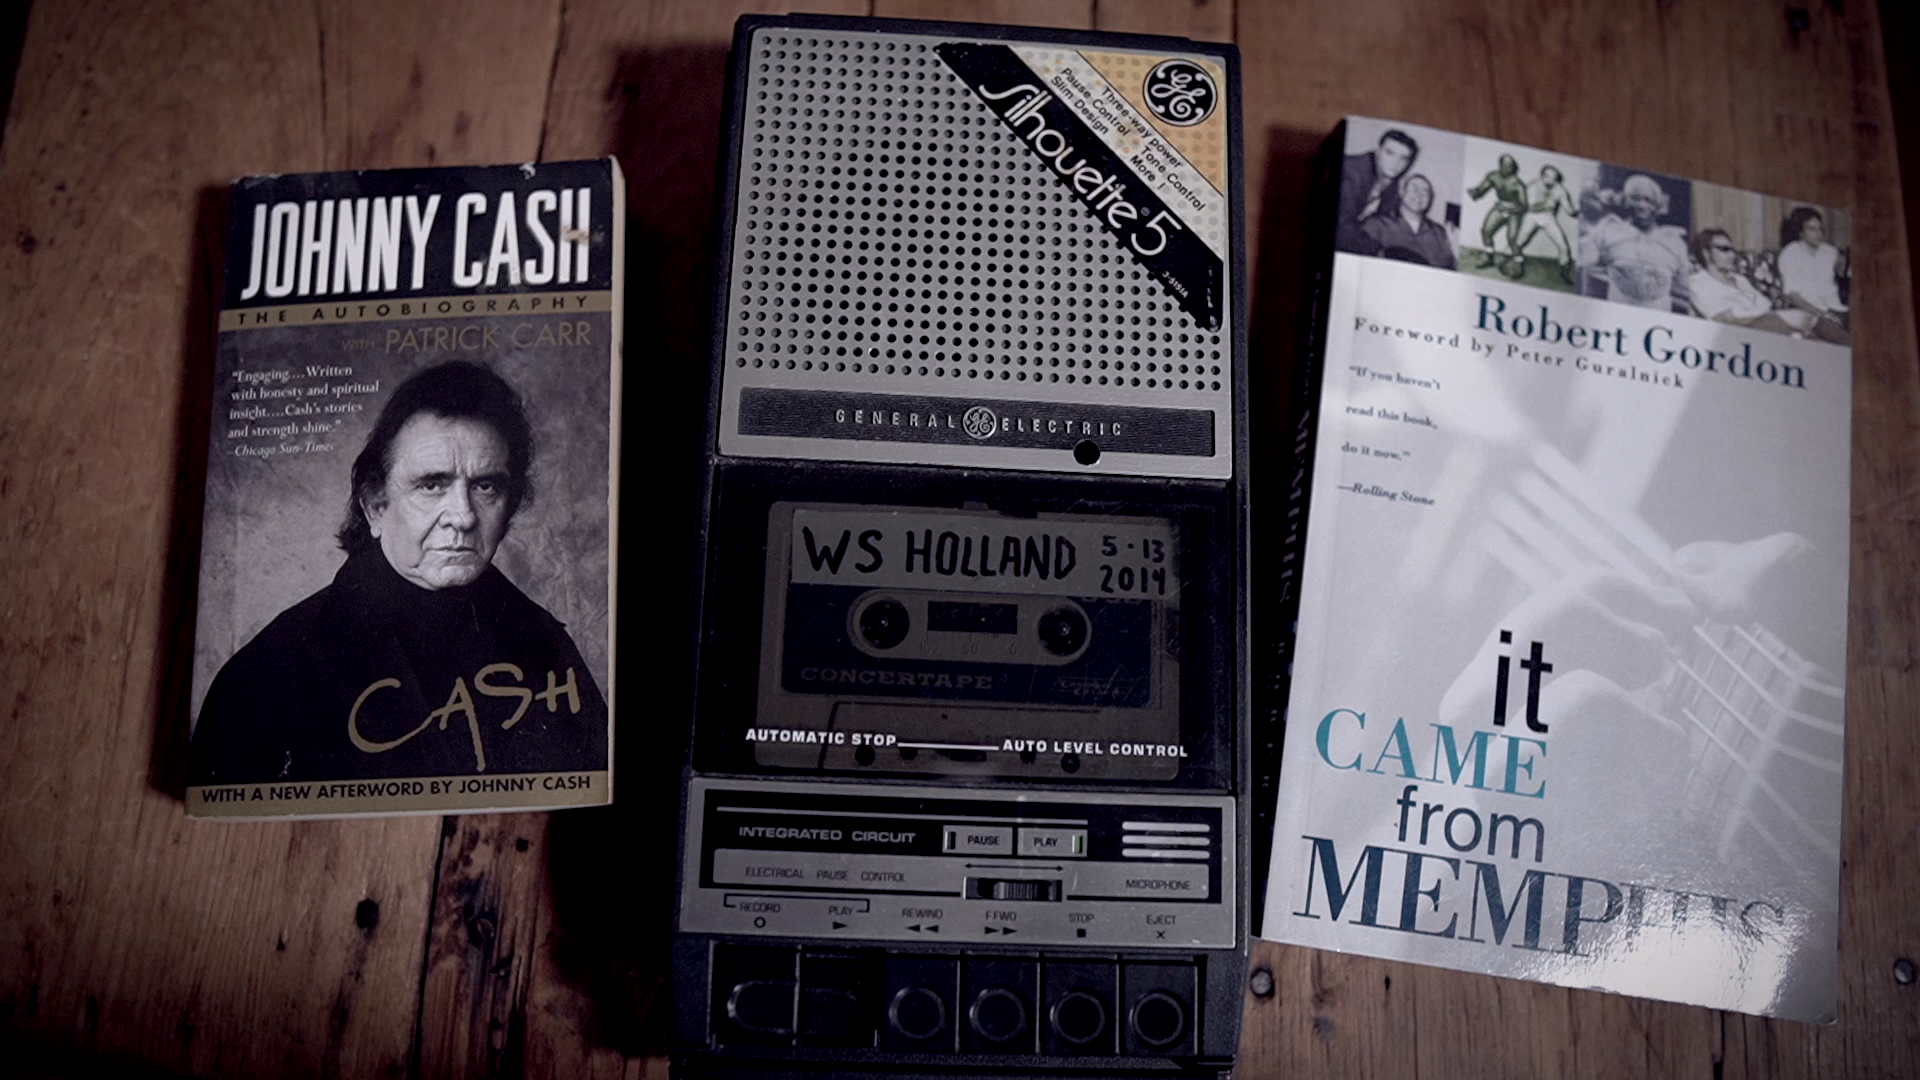 JOHNNY CASH
THE AUTOBIOGRAPHY
WITH PATRICK CARR
"Engaging....Written
with honesty and spiritual
insight....Cash's stories
and strength shine."
–Chicago Sun-Times
CASH
WITH A NEW AFTERWORD BY JOHNNY CASH
GE
Three-way power
Pause Control Tone Control
Slim Design More!
Silhouette® 5
GENERAL GE ELECTRIC
WS HOLLAND 5·13
2014
CONCERTAPE
AUTOMATIC STOP AUTO LEVEL CONTROL
INTEGRATED CIRCUIT PAUSE PLAY
ELECTRICAL PAUSE CONTROL
MICROPHONE
RECORD PLAY REWIND F FWD STOP EJECT
Robert Gordon
Foreword by Peter Guralnick
"If you haven't
read this book,
do it now."
—Rolling Stone
it
CAME
from
MEMPHIS